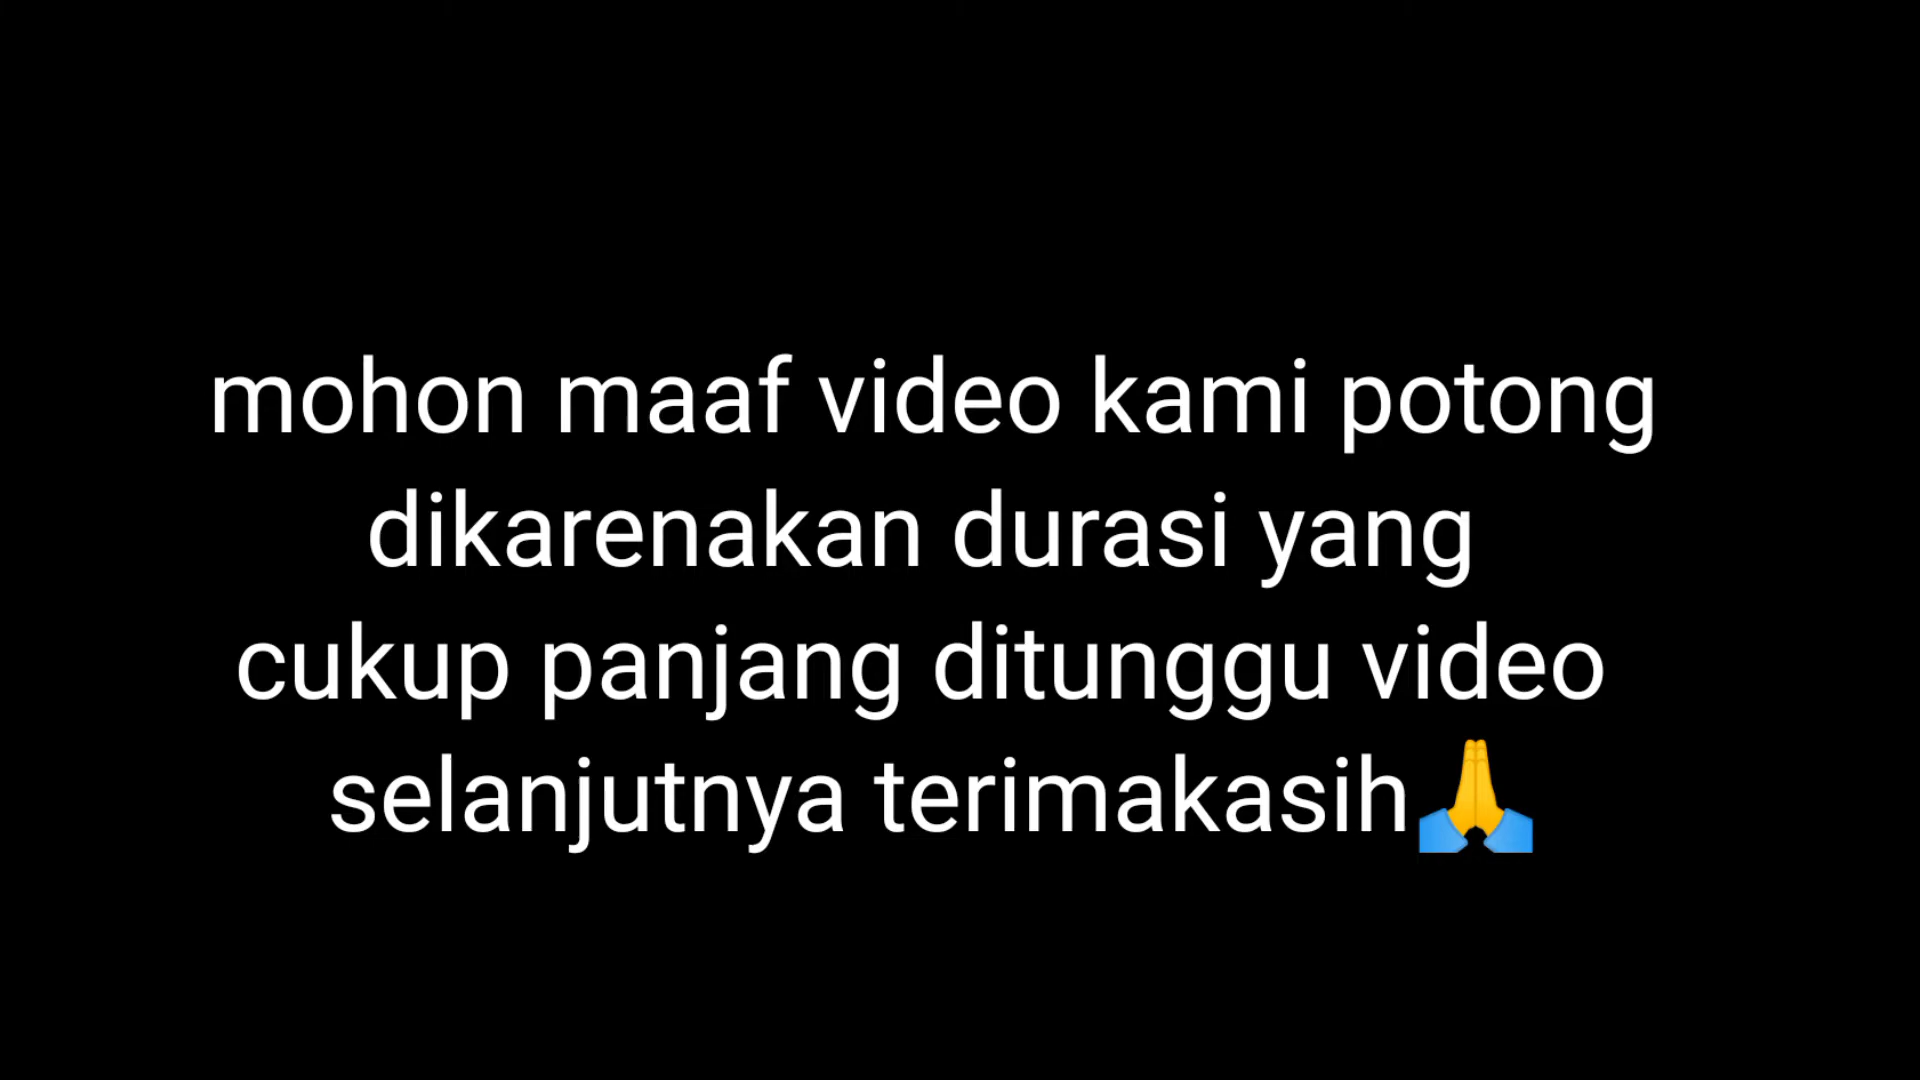 mohon maaf video kami potong
dikarenakan durasi yang
cukup panjang ditunggu video
selanjutnya terimakasih🙏